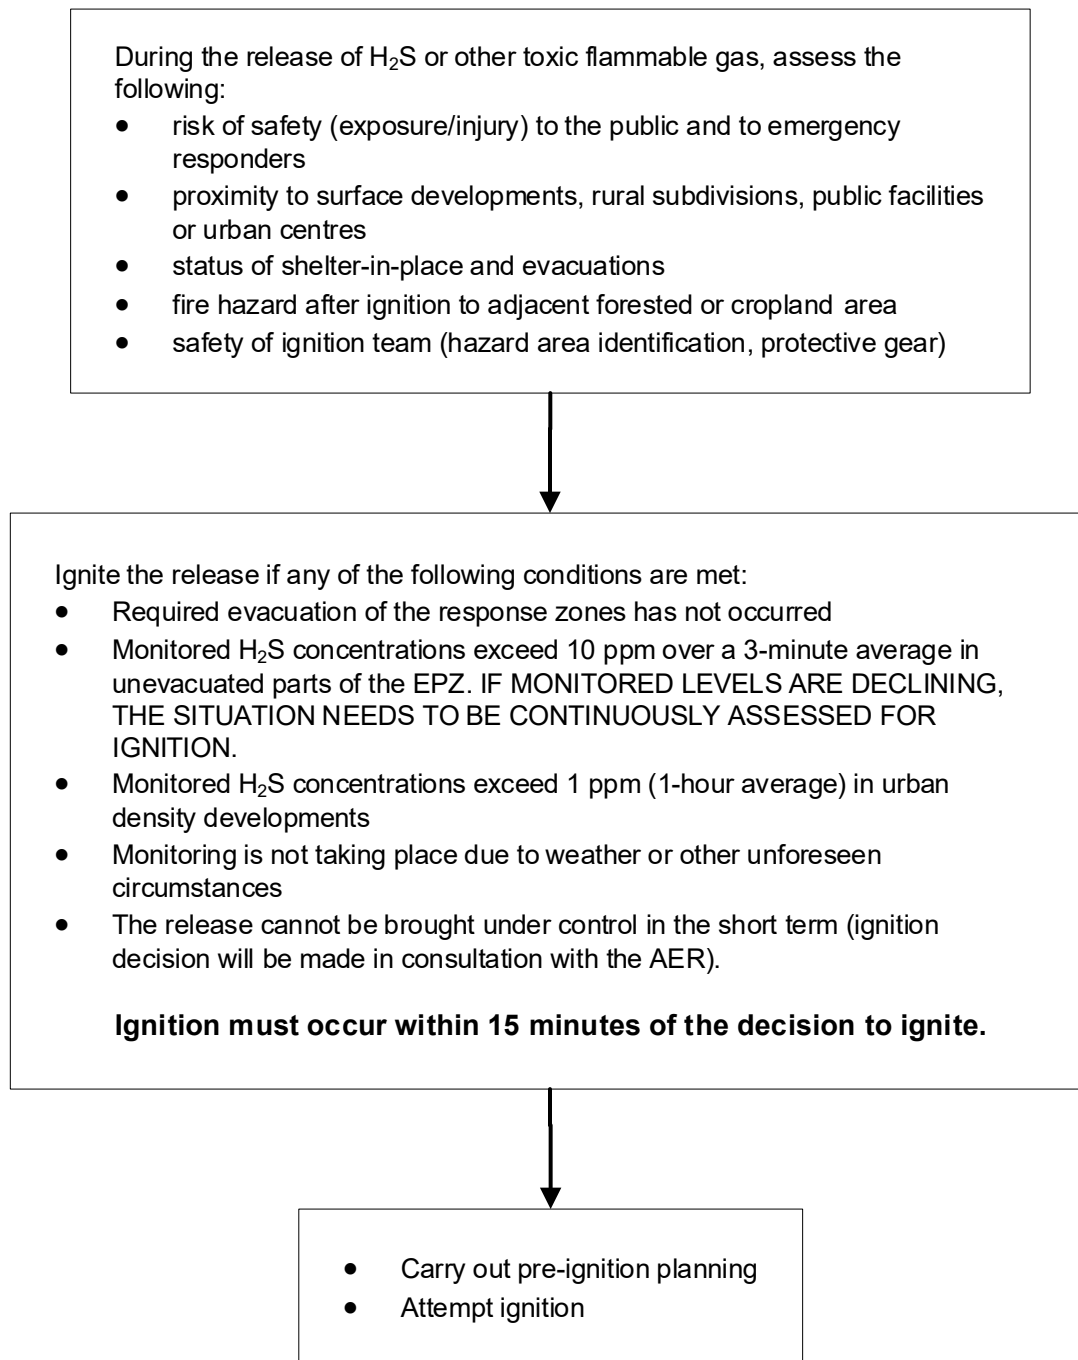 During the release of H₂S or other toxic flammable gas, assess the
following:
● risk of safety (exposure/injury) to the public and to emergency
responders
● proximity to surface developments, rural subdivisions, public facilities
or urban centres
● status of shelter-in-place and evacuations
● fire hazard after ignition to adjacent forested or cropland area
● safety of ignition team (hazard area identification, protective gear)
Ignite the release if any of the following conditions are met:
● Required evacuation of the response zones has not occurred
● Monitored H₂S concentrations exceed 10 ppm over a 3-minute average in
unevacuated parts of the EPZ. IF MONITORED LEVELS ARE DECLINING,
THE SITUATION NEEDS TO BE CONTINUOUSLY ASSESSED FOR
IGNITION.
● Monitored H₂S concentrations exceed 1 ppm (1-hour average) in urban
density developments
● Monitoring is not taking place due to weather or other unforeseen
circumstances
● The release cannot be brought under control in the short term (ignition
decision will be made in consultation with the AER).
Ignition must occur within 15 minutes of the decision to ignite.
● Carry out pre-ignition planning
● Attempt ignition